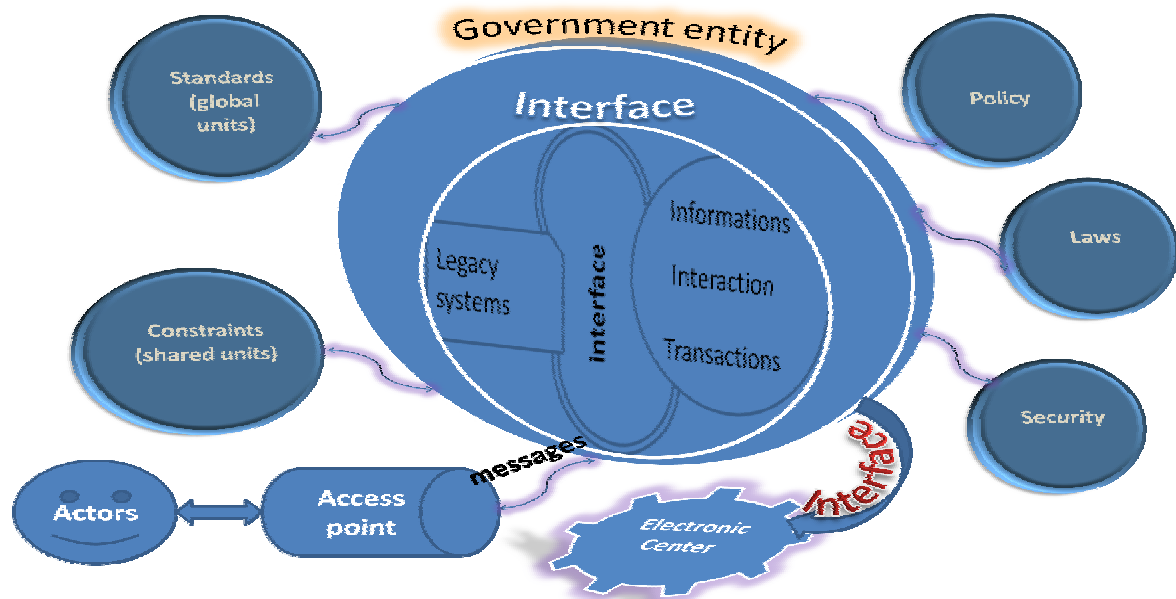 Government entity
Standards
(global
units)
Interface
Policy
Informations
Laws
Legacy
systems
Interface
Interaction
Constraints
(shared units)
Transactions
Security
messages
Interface
Actors
Access
point
Electronic
Center